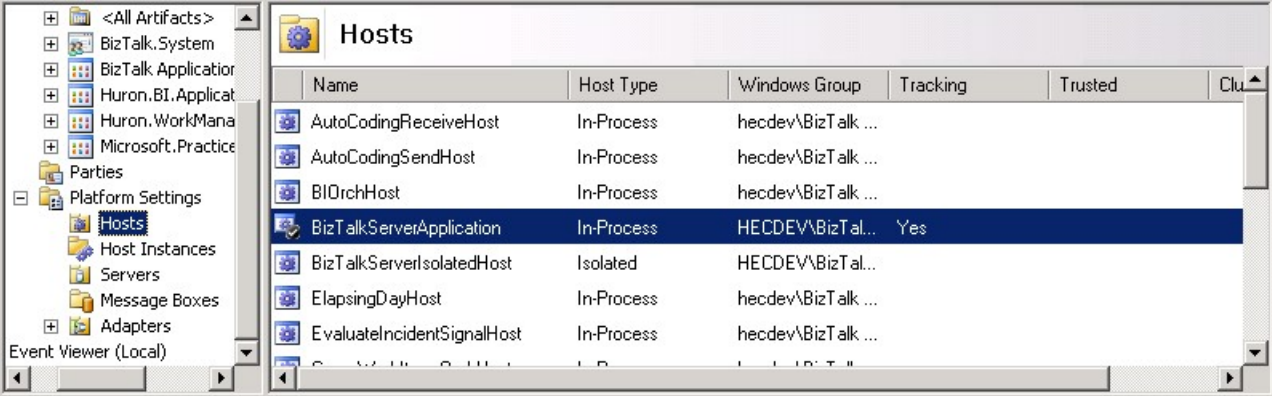 <All Artifacts>
BizTalk.System
BizTalk Application
Huron.BI.Applicat
Huron.WorkMana
Microsoft.Practice
Parties
Platform Settings
Hosts
Host Instances
Servers
Message Boxes
Adapters
Event Viewer (Local)
Hosts
Name Host Type Windows Group Tracking Trusted Clu
AutoCodingReceiveHost In-Process hecdev\BizTalk ...
AutoCodingSendHost In-Process hecdev\BizTalk ...
BIOrchHost In-Process hecdev\BizTalk ...
BizTalkServerApplication In-Process HECDEV\BizTal... Yes
BizTalkServerIsolatedHost Isolated HECDEV\BizTal...
ElapsingDayHost In-Process hecdev\BizTalk ...
EvaluateIncidentSignalHost In-Process hecdev\BizTalk ...